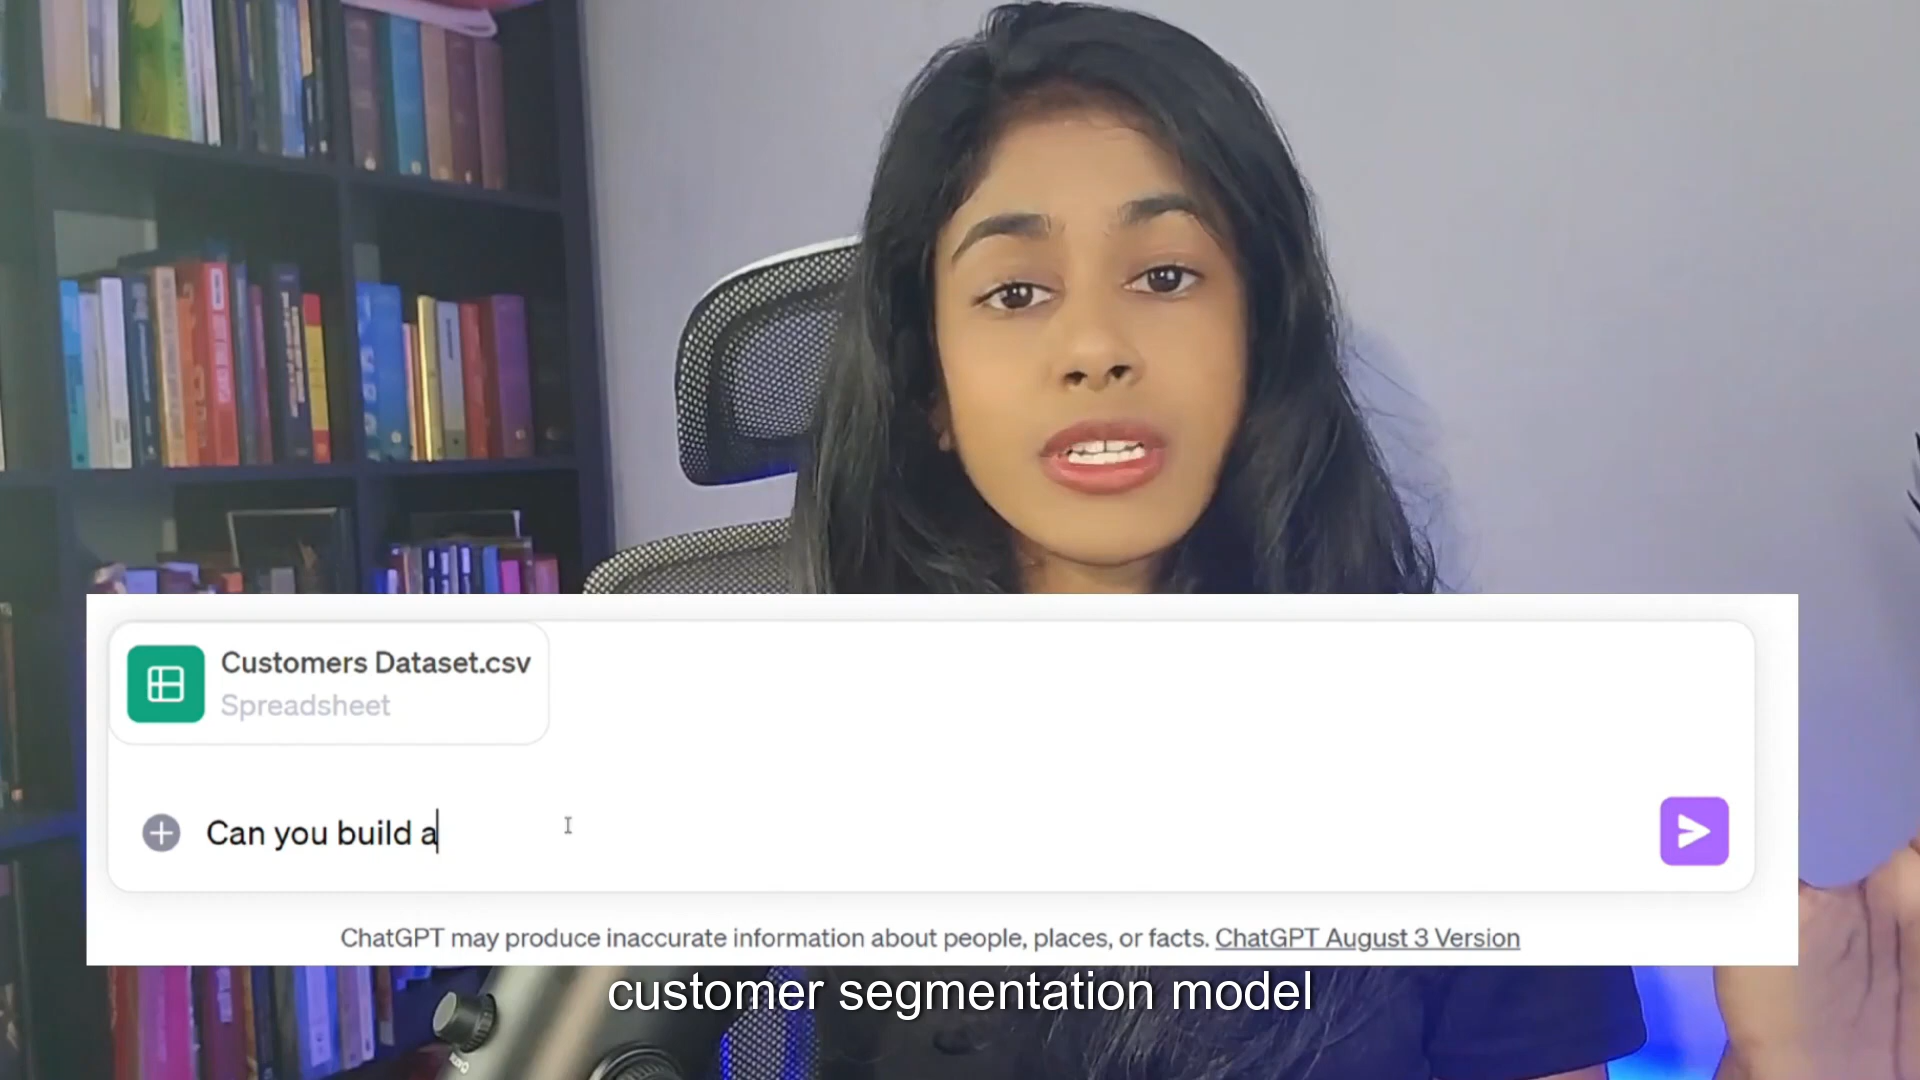 Customers Dataset.csv
Spreadsheet
Can you build a
ChatGPT may produce inaccurate information about people, places, or facts. ChatGPT August 3 Version
customer segmentation model